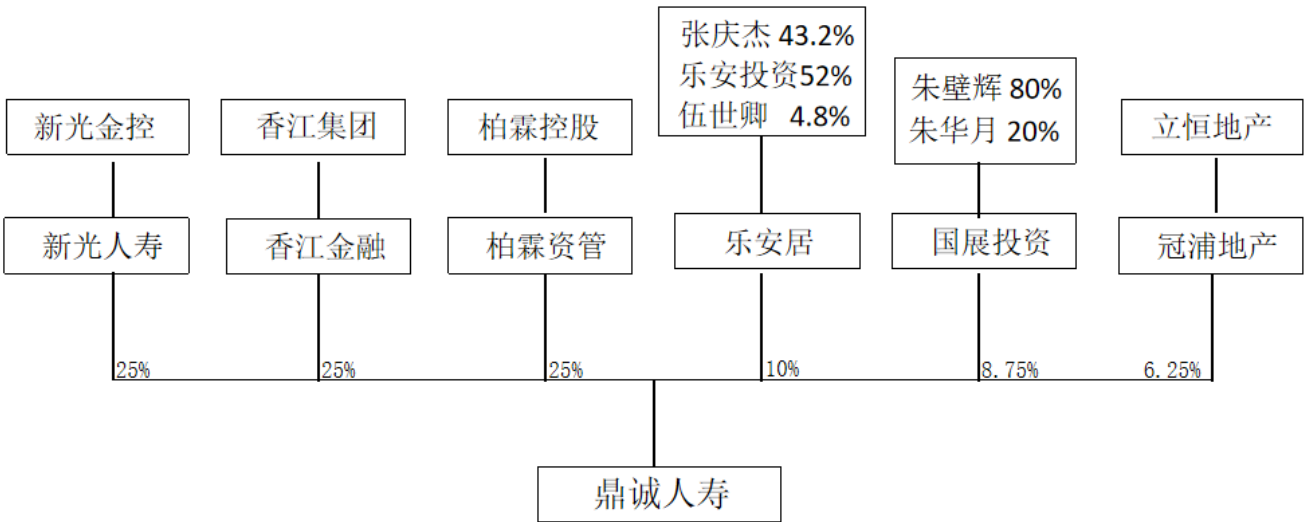 张庆杰 43.2%
乐安投资52%
伍世卿 4.8%
朱壁辉 80%
朱华月 20%
新光金控
香江集团
柏霖控股
立恒地产
新光人寿
香江金融
柏霖资管
乐安居
国展投资
冠浦地产
25%
25%
25%
10%
8.75%
6.25%
鼎诚人寿